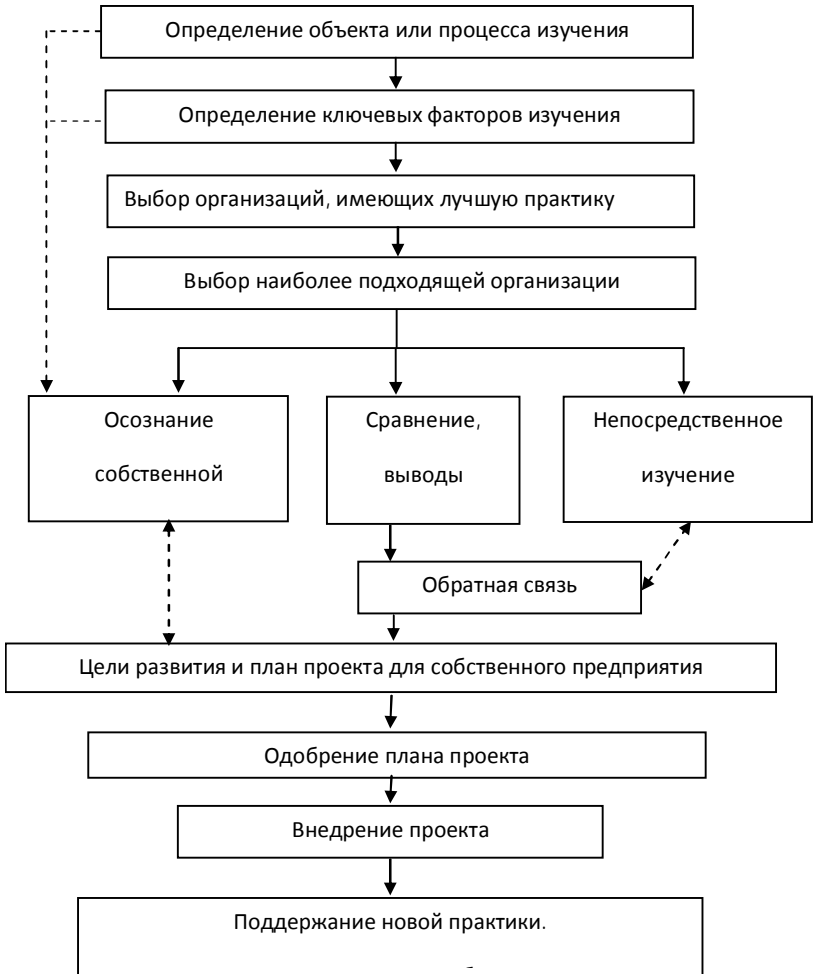 Определение объекта или процесса изучения
Определение ключевых факторов изучения
Выбор организаций, имеющих лучшую практику
Выбор наиболее подходящей организации
Осознание
собственной
Сравнение,
выводы
Непосредственное
изучение
Обратная связь
Цели развития и план проекта для собственного предприятия
Одобрение плана проекта
Внедрение проекта
Поддержание новой практики.